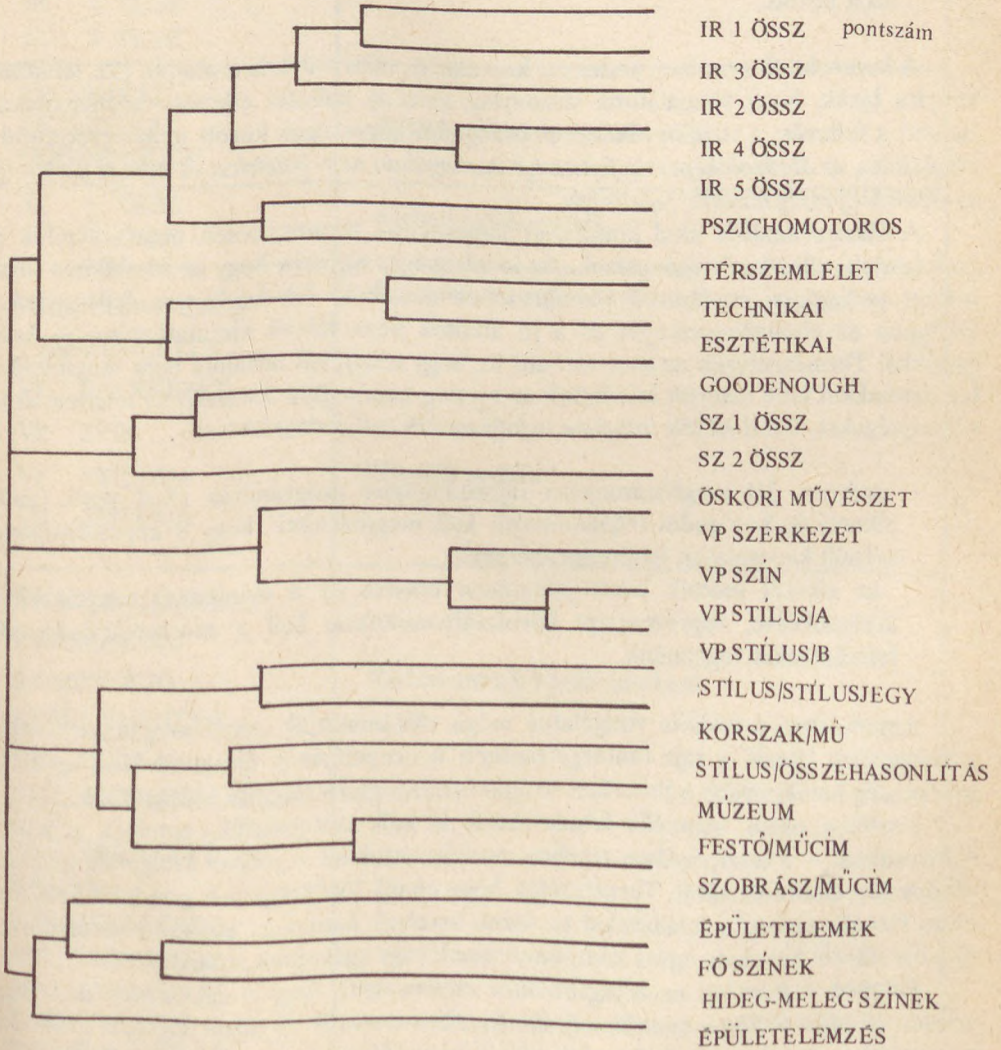 IR 1 ÖSSZ pontszám
IR 3 ÖSSZ
IR 2 ÖSSZ
IR 4 ÖSSZ
IR 5 ÖSSZ
PSZICHOMOTOROS
TÉRSZEMLÉLET
TECHNIKAI
ESZTÉTIKAI
GOODENOUGH
SZ 1 ÖSSZ
SZ 2 ÖSSZ
ŐSKORI MŰVÉSZET
VP SZERKEZET
VP SZÍN
VP STÍLUS/A
VP STÍLUS/B
STÍLUS/STÍLUSJEGY
KORSZAK/MŰ
STÍLUS/ÖSSZEHASONLÍTÁS
MÚZEUM
FESTŐ/MŰCÍM
SZOBRÁSZ/MŰCÍM
ÉPÜLETELEMEK
FŐ SZÍNEK
HIDEG-MELEG SZÍNEK
ÉPÜLETELEMZÉS